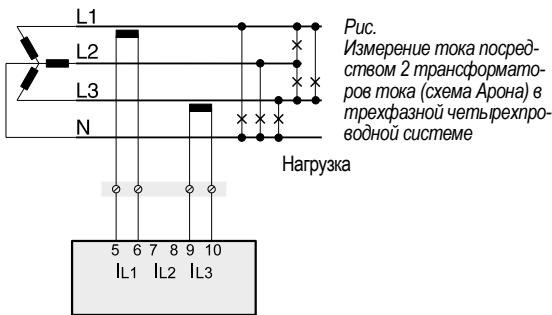 L1
L2
L3
N
Рис.
Измерение тока посред-
ством 2 трансформато-
ров тока (схема Арона) в
трехфазной четырехпро-
водной системе
Нагрузка
5 6 7 8 9 10
IL1 IL2 IL3